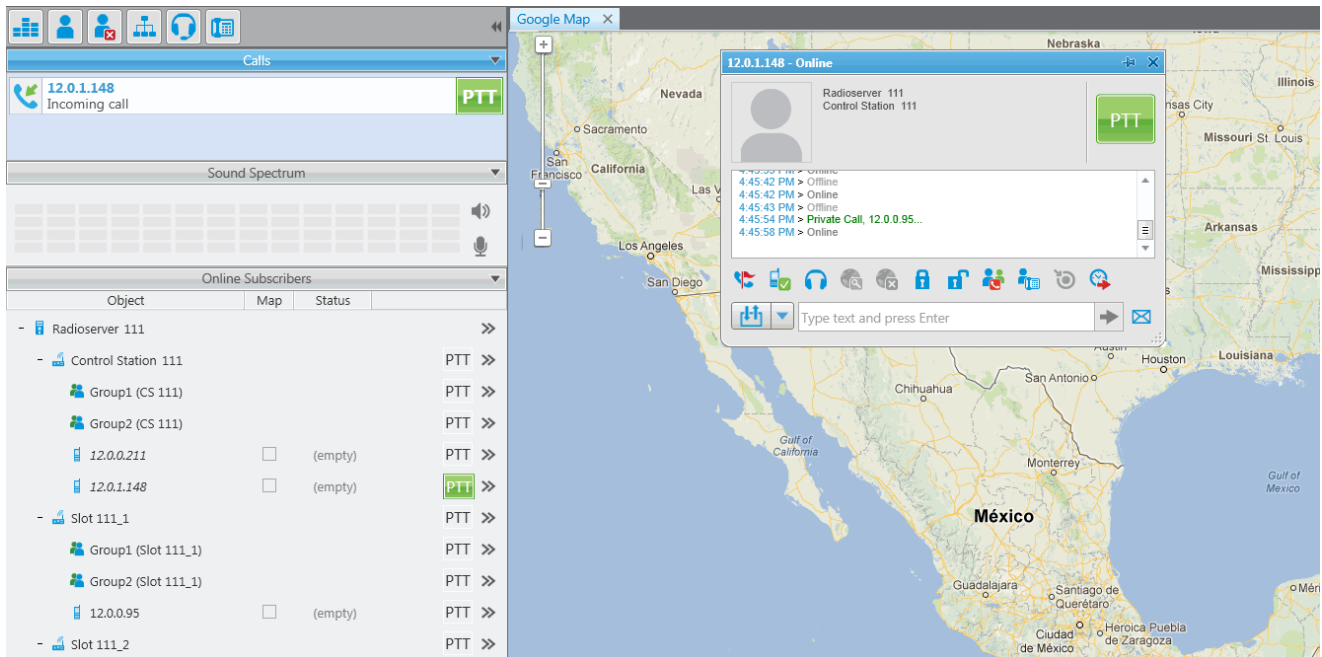 Calls
12.0.1.148
Incoming call
PTT
Sound Spectrum
Online Subscribers
Object Map Status
Radioserver 111
Control Station 111 PTT
Group1 (CS 111) PTT
Group2 (CS 111) PTT
12.0.0.211 (empty) PTT
12.0.1.148 (empty) PTT
Slot 111_1 PTT
Group1 (Slot 111_1) PTT
Group2 (Slot 111_1) PTT
12.0.0.95 (empty) PTT
Slot 111_2 PTT
Google Map
12.0.1.148 - Online
Radioserver 111
Control Station 111
PTT
4:45:42 PM > Offline
4:45:42 PM > Online
4:45:43 PM > Offline
4:45:54 PM > Private Call, 12.0.0.95...
4:45:58 PM > Online
Type text and press Enter
Nebraska
Nevada
Illinois
Sacramento
Missouri
St. Louis
San
Francisco
California
Los Angeles
Arkansas
San Diego
Houston
Louisiana
San Antonio
Chihuahua
Gulf of
California
Monterrey
Gulf of
Mexico
México
Guadalajara
Santiago de
Querétaro
Ciudad
de México
Heroica Puebla
de Zaragoza